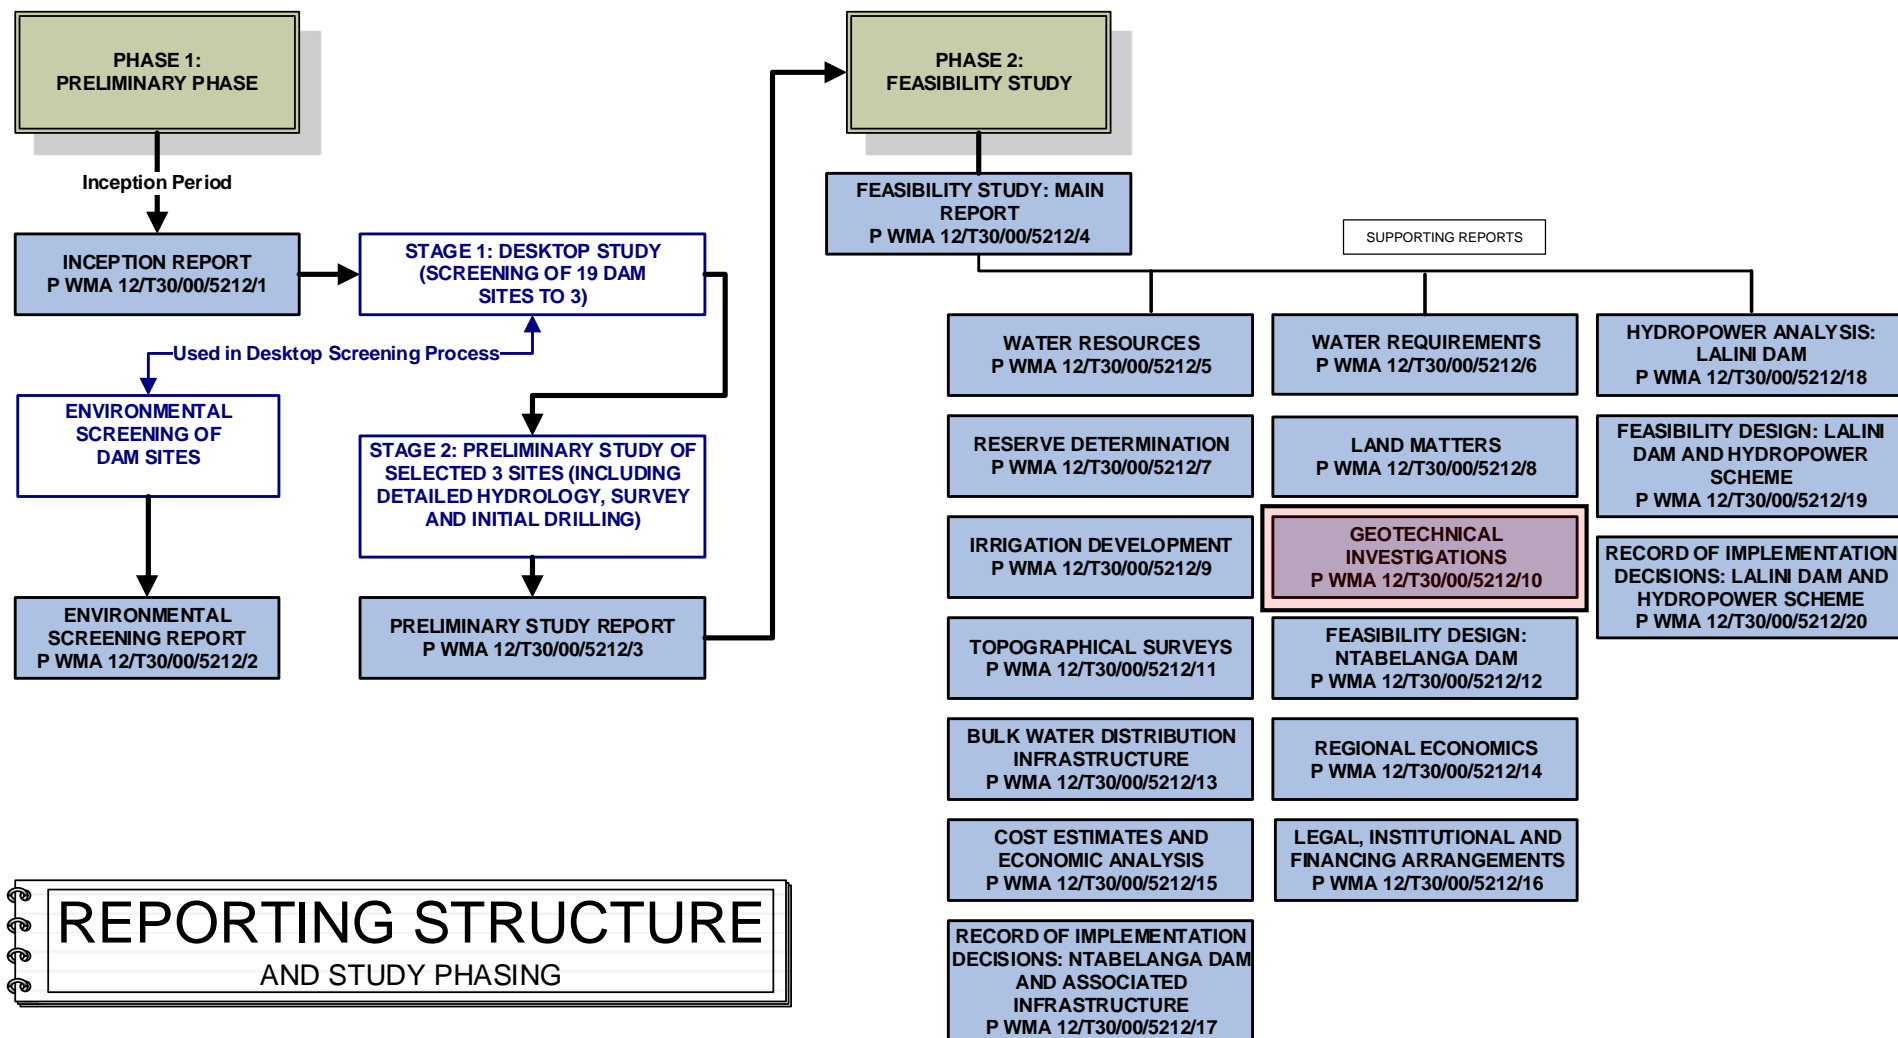 PHASE 1:
PRELIMINARY PHASE
Inception Period
INCEPTION REPORT
P WMA 12/T30/00/5212/1
STAGE 1: DESKTOP STUDY
(SCREENING OF 19 DAM
SITES TO 3)
Used in Desktop Screening Process
ENVIRONMENTAL
SCREENING OF
DAM SITES
STAGE 2: PRELIMINARY STUDY OF
SELECTED 3 SITES (INCLUDING
DETAILED HYDROLOGY, SURVEY
AND INITIAL DRILLING)
ENVIRONMENTAL
SCREENING REPORT
P WMA 12/T30/00/5212/2
PRELIMINARY STUDY REPORT
P WMA 12/T30/00/5212/3
PHASE 2:
FEASIBILITY STUDY
FEASIBILITY STUDY: MAIN
REPORT
P WMA 12/T30/00/5212/4
SUPPORTING REPORTS
WATER RESOURCES
P WMA 12/T30/00/5212/5
RESERVE DETERMINATION
P WMA 12/T30/00/5212/7
IRRIGATION DEVELOPMENT
P WMA 12/T30/00/5212/9
TOPOGRAPHICAL SURVEYS
P WMA 12/T30/00/5212/11
BULK WATER DISTRIBUTION
INFRASTRUCTURE
P WMA 12/T30/00/5212/13
COST ESTIMATES AND
ECONOMIC ANALYSIS
P WMA 12/T30/00/5212/15
RECORD OF IMPLEMENTATION
DECISIONS: NTABELANGA DAM
AND ASSOCIATED
INFRASTRUCTURE
P WMA 12/T30/00/5212/17
WATER REQUIREMENTS
P WMA 12/T30/00/5212/6
LAND MATTERS
P WMA 12/T30/00/5212/8
GEOTECHNICAL
INVESTIGATIONS
P WMA 12/T30/00/5212/10
FEASIBILITY DESIGN:
NTABELANGA DAM
P WMA 12/T30/00/5212/12
REGIONAL ECONOMICS
P WMA 12/T30/00/5212/14
LEGAL, INSTITUTIONAL AND
FINANCING ARRANGEMENTS
P WMA 12/T30/00/5212/16
HYDROPOWER ANALYSIS:
LALINI DAM
P WMA 12/T30/00/5212/18
FEASIBILITY DESIGN: LALINI
DAM AND HYDROPOWER
SCHEME
P WMA 12/T30/00/5212/19
RECORD OF IMPLEMENTATION
DECISIONS: LALINI DAM AND
HYDROPOWER SCHEME
P WMA 12/T30/00/5212/20
REPORTING STRUCTURE
AND STUDY PHASING